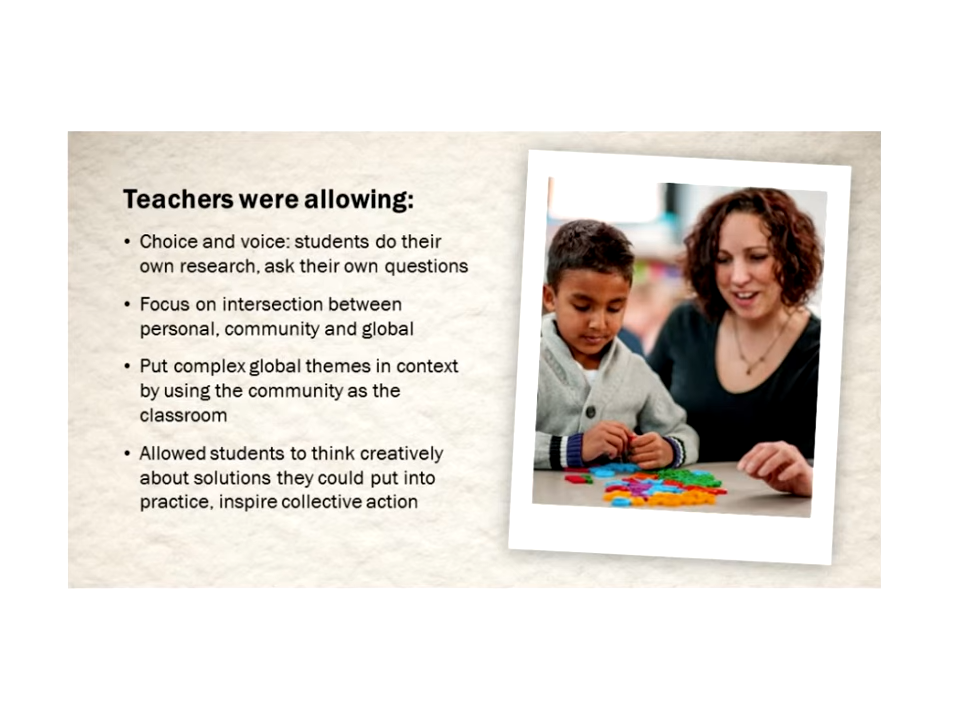 Teachers were allowing:
• Choice and voice: students do their
own research, ask their own questions
• Focus on intersection between
personal, community and global
• Put complex global themes in context
by using the community as the
classroom
• Allowed students to think creatively
about solutions they could put into
practice, inspire collective action